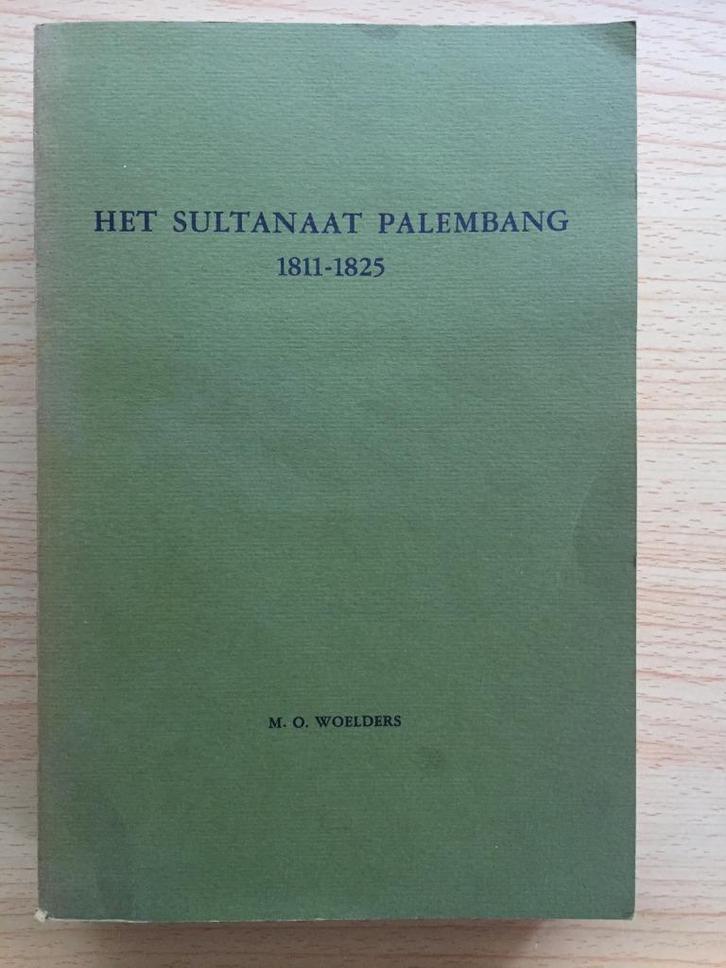 HET SULTANAAT PALEMBANG
1811-1825
M. O. WOELDERS